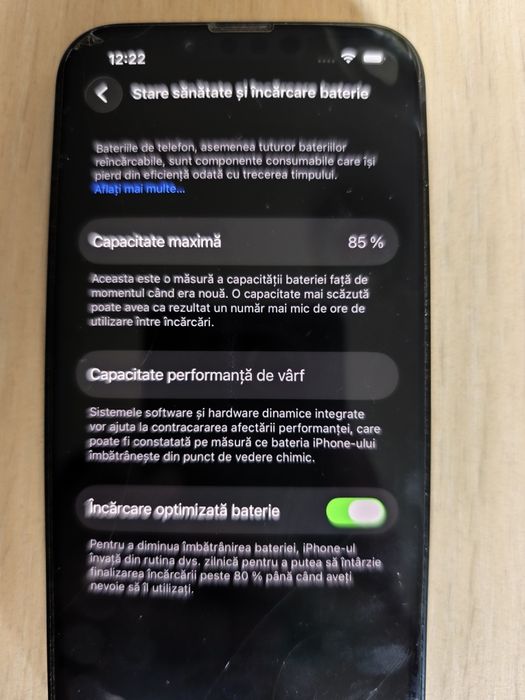 12:22
Stare sănătate și încărcare baterie
Bateriile de telefon, asemenea tuturor bateriilor
reîncărcabile, sunt componente consumabile care își
pierd din eficiență odată cu trecerea timpului.
Aflați mai multe...
Capacitate maximă 85 %
Aceasta este o măsură a capacității bateriei față de
momentul când era nouă. O capacitate mai scăzută
poate avea ca rezultat un număr mai mic de ore de
utilizare între încărcări.
Capacitate performanță de vârf
Sistemele software și hardware dinamice integrate
vor ajuta la contracararea afectării performanței, care
poate fi constatată pe măsură ce bateria iPhone-ului
îmbătrânește din punct de vedere chimic.
Încărcare optimizată baterie
Pentru a diminua îmbătrânirea bateriei, iPhone-ul
învață din rutina dvs. zilnică pentru a putea să întârzie
finalizarea încărcării peste 80 % până când aveți
nevoie să îl utilizați.